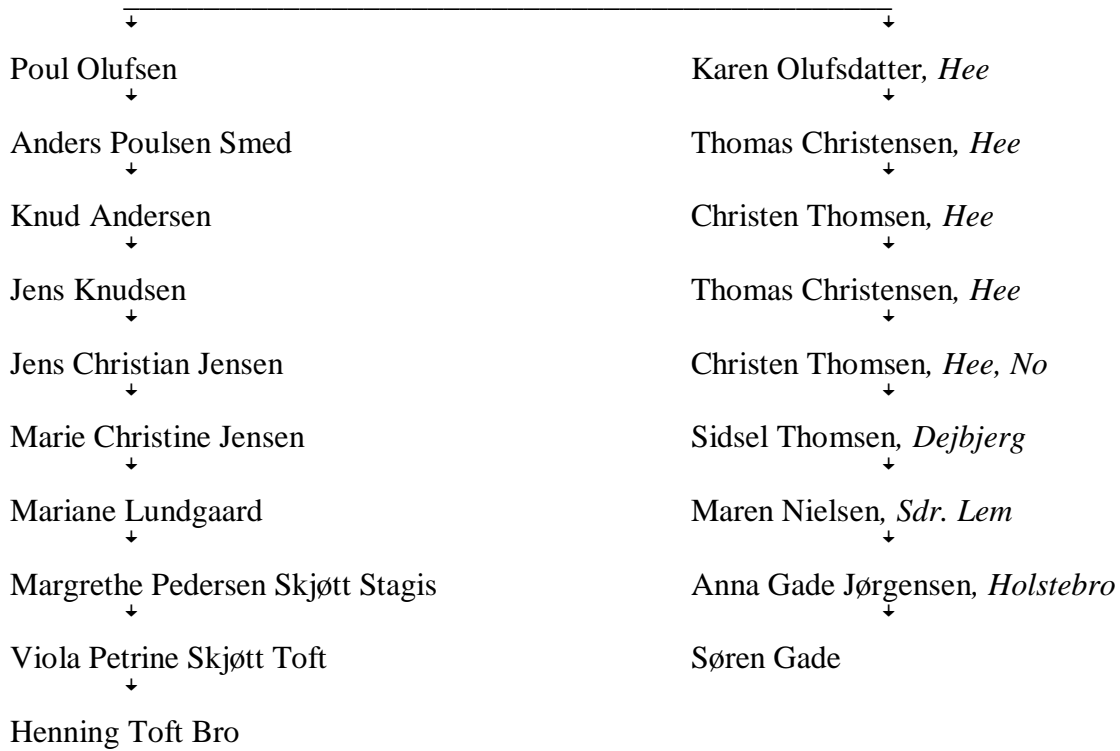 Poul Olufsen Karen Olufsdatter, Hee
Anders Poulsen Smed Thomas Christensen, Hee
Knud Andersen Christen Thomsen, Hee
Jens Knudsen Thomas Christensen, Hee
Jens Christian Jensen Christen Thomsen, Hee, No
Marie Christine Jensen Sidsel Thomsen, Dejbjerg
Mariane Lundgaard Maren Nielsen, Sdr. Lem
Margrethe Pedersen Skjøtt Stagis Anna Gade Jørgensen, Holstebro
Viola Petrine Skjøtt Toft Søren Gade
Henning Toft Bro